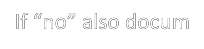 If “no” also docum